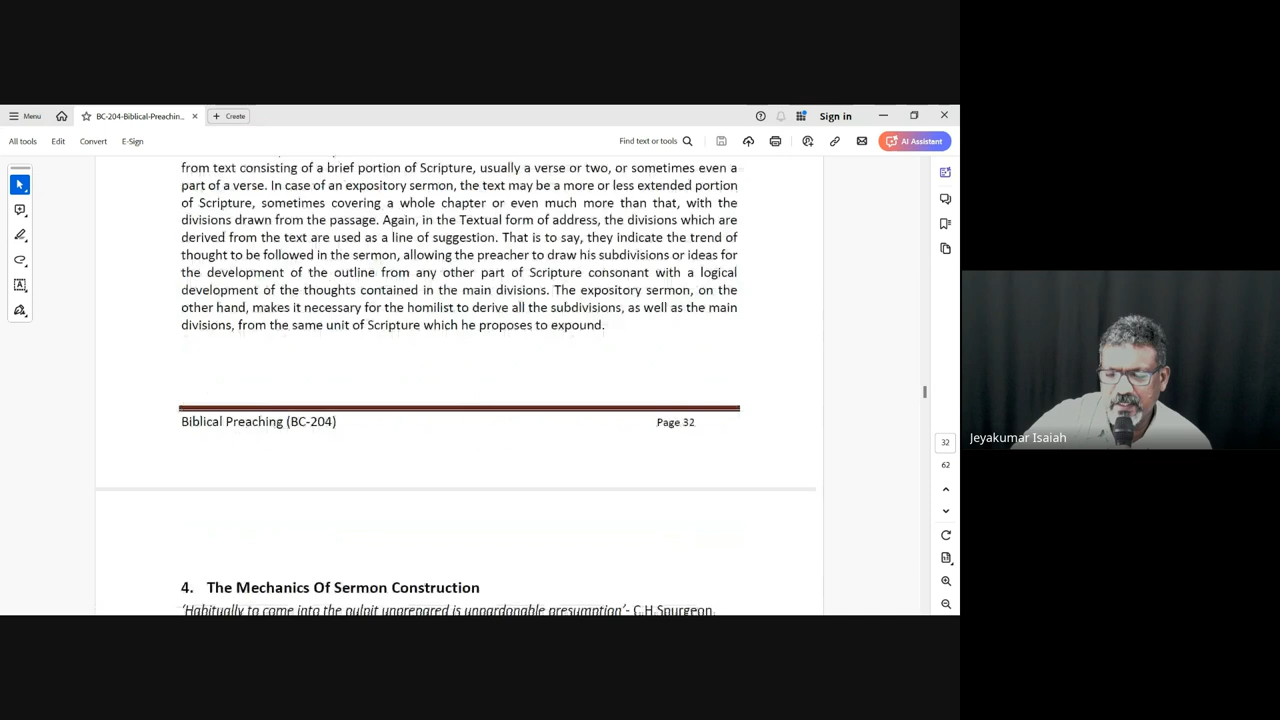 Menu
BC-204-Biblical-Preachin...
Create
Sign in
All tools
Edit
Convert
E-Sign
Find text or tools
AI Assistant
from text consisting of a brief portion of Scripture, usually a verse or two, or sometimes even a
part of a verse. In case of an expository sermon, the text may be a more or less extended portion
of Scripture, sometimes covering a whole chapter or even much more than that, with the
divisions drawn from the passage. Again, in the Textual form of address, the divisions which are
derived from the text are used as a line of suggestion. That is to say, they indicate the trend of
thought to be followed in the sermon, allowing the preacher to draw his subdivisions or ideas for
the development of the outline from any other part of Scripture consonant with a logical
development of the thoughts contained in the main divisions. The expository sermon, on the
other hand, makes it necessary for the homilist to derive all the subdivisions, as well as the main
divisions, from the same unit of Scripture which he proposes to expound.
Biblical Preaching (BC-204)
Page 32
4. The Mechanics Of Sermon Construction
'Habitually to come into the pulpit unprepared is unpardonable presumption'- C.H.Spurgeon.
32
62
Jeyakumar Isaiah